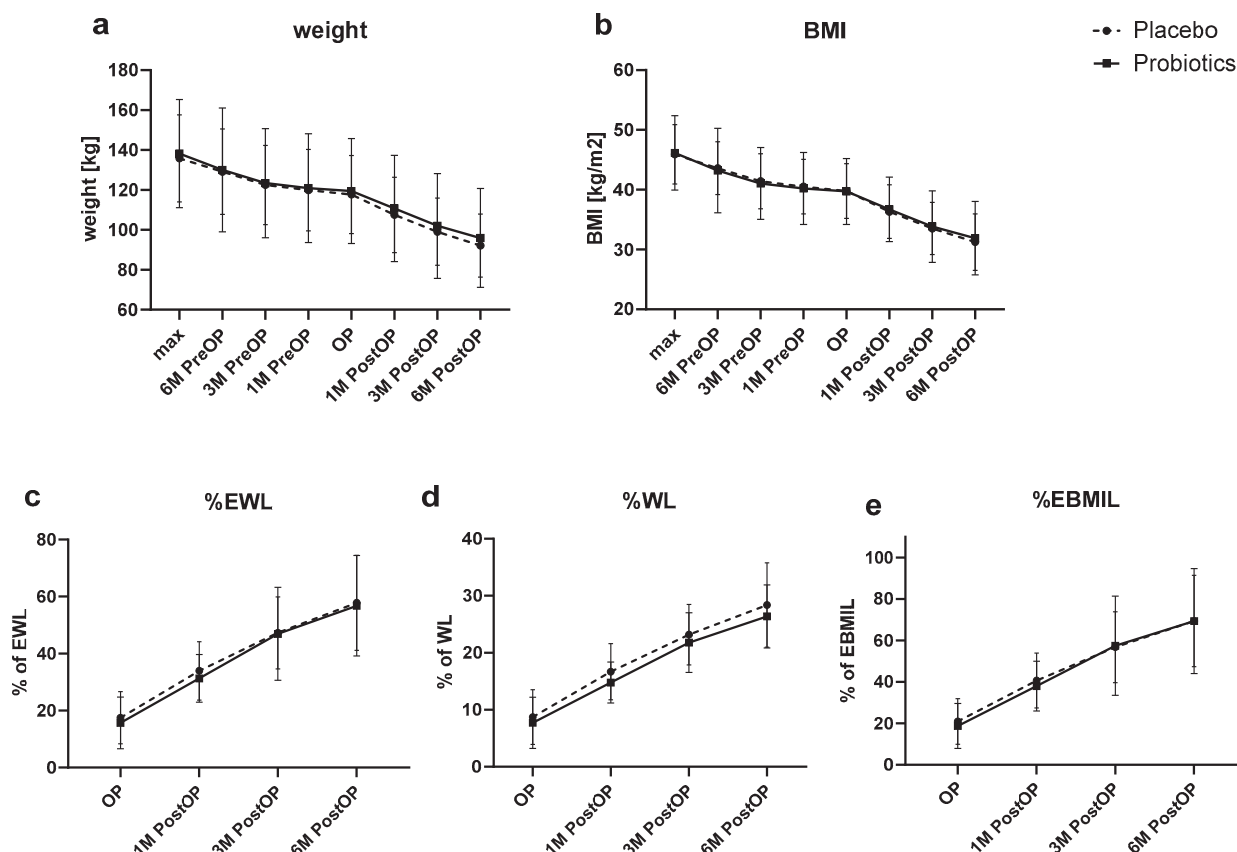 a
weight
weight [kg]
180
160
140
120
100
80
60
max
6M PreOP
3M PreOP
1M PreOP
OP
1M PostOP
3M PostOP
6M PostOP
b
BMI
BMI [kg/m2]
60
50
40
30
20
max
6M PreOP
3M PreOP
1M PreOP
OP
1M PostOP
3M PostOP
6M PostOP
Placebo
Probiotics
c
%EWL
% of EWL
80
60
40
20
0
OP
1M PostOP
3M PostOP
6M PostOP
d
%WL
% of WL
40
30
20
10
0
OP
1M PostOP
3M PostOP
6M PostOP
e
%EBMIL
% of EBMIL
100
80
60
40
20
0
OP
1M PostOP
3M PostOP
6M PostOP